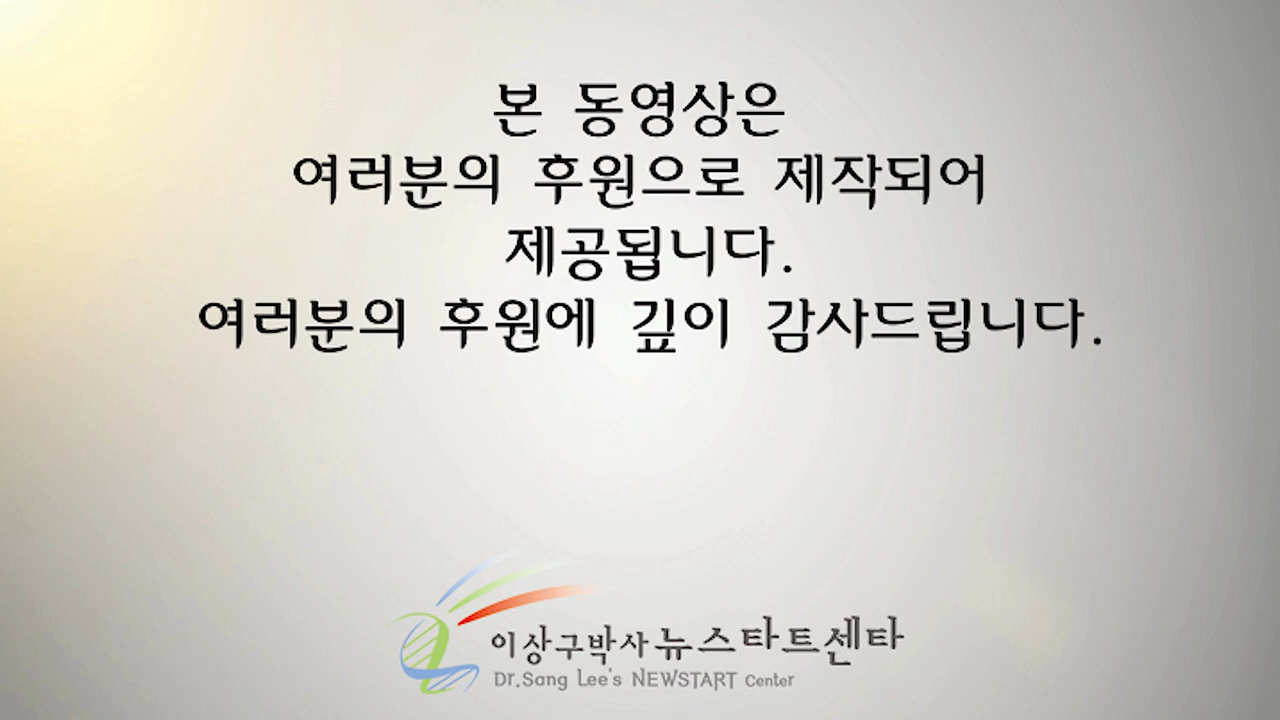 본 동영상은
여러분의 후원으로 제작되어
제공됩니다.
여러분의 후원에 깊이 감사드립니다.
이상구박사 뉴스타트센타
Dr.Sang Lee's NEWSTART Center